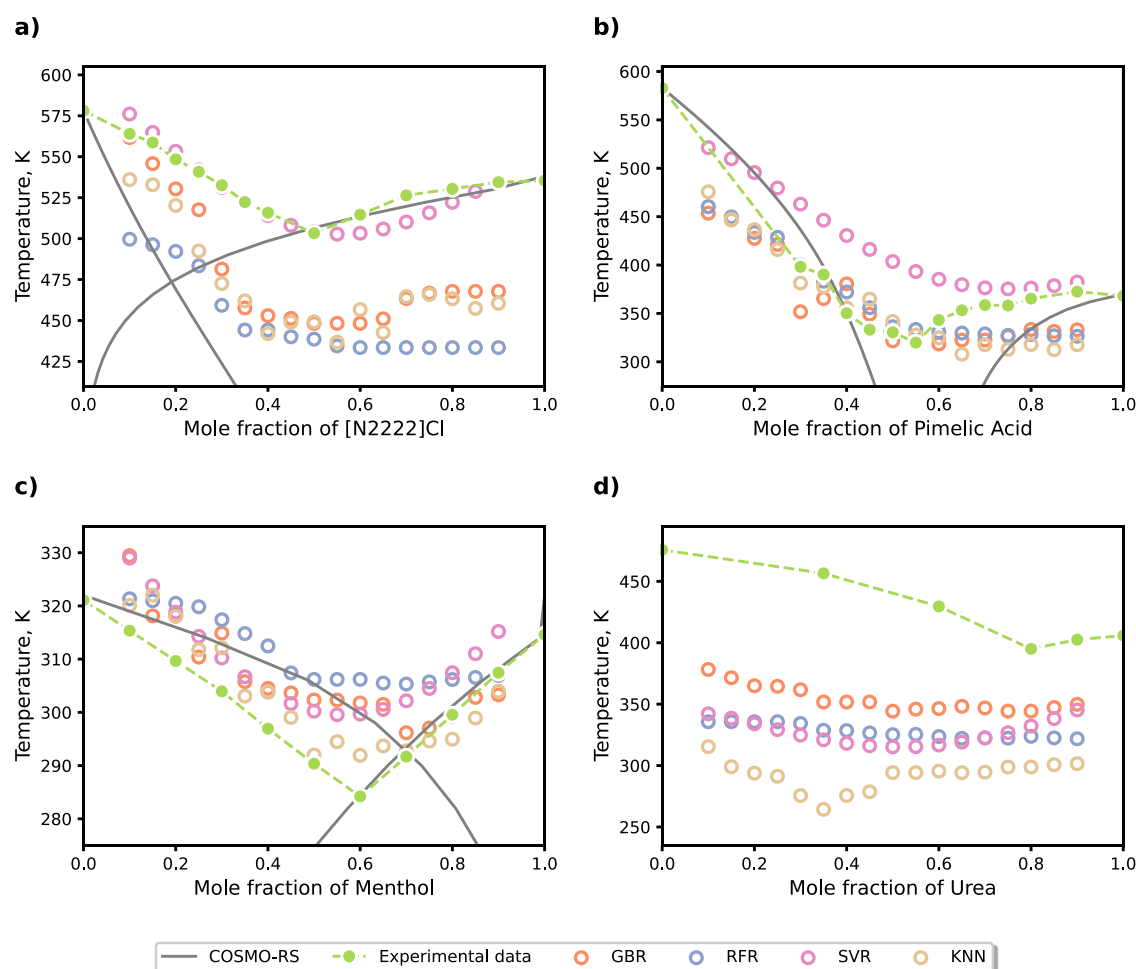 a)
b)
600
575
550
525
500
475
450
425
Temperature, K
0.0 0.2 0.4 0.6 0.8 1.0
Mole fraction of [N2222]Cl
600
550
500
450
400
350
300
Temperature, K
0.0 0.2 0.4 0.6 0.8 1.0
Mole fraction of Pimelic Acid
c)
d)
330
320
310
300
290
280
Temperature, K
0.0 0.2 0.4 0.6 0.8 1.0
Mole fraction of Menthol
450
400
350
300
250
Temperature, K
0.0 0.2 0.4 0.6 0.8 1.0
Mole fraction of Urea
COSMO-RS Experimental data GBR RFR SVR KNN